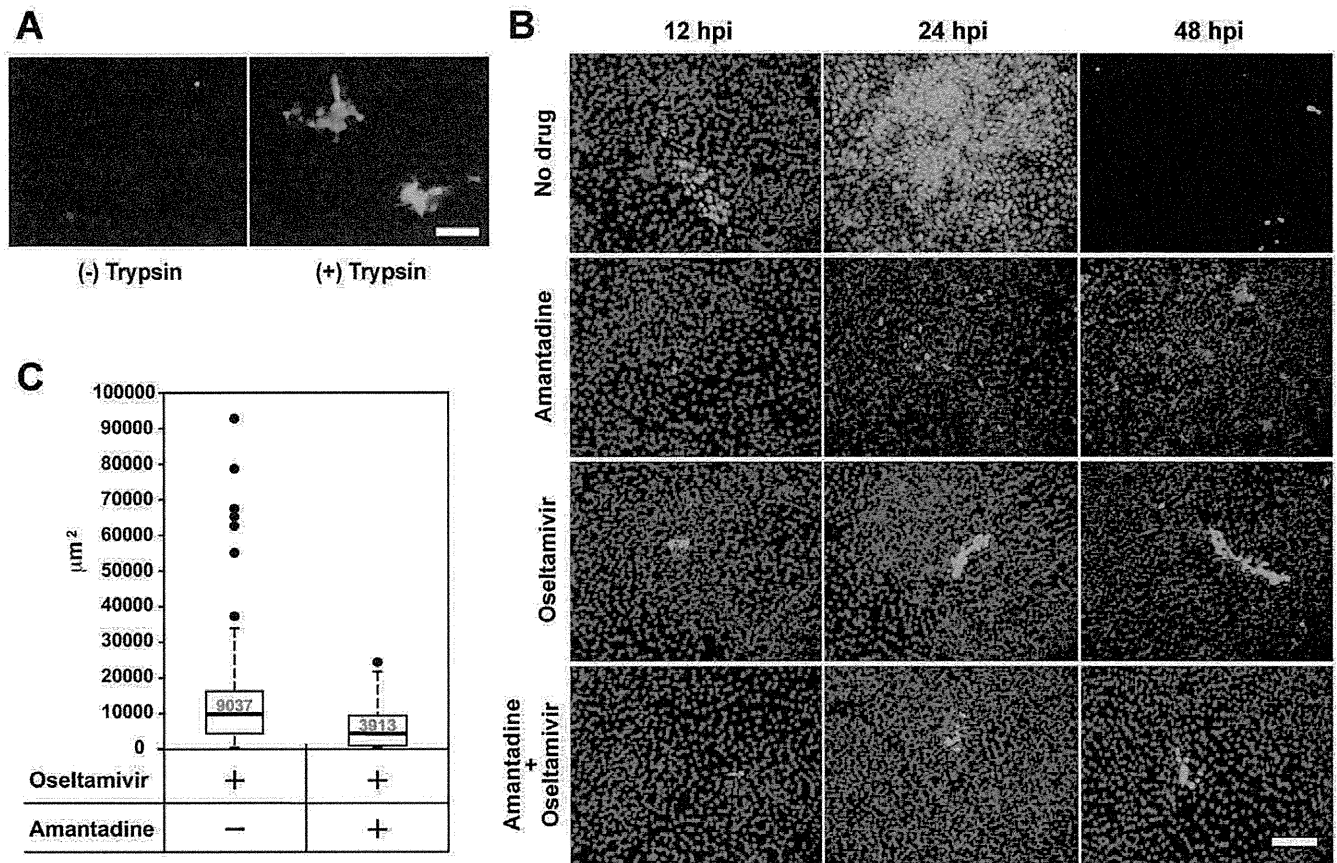 A
(-) Trypsin
(+) Trypsin
B
12 hpi
24 hpi
48 hpi
No drug
Amantadine
Oseltamivir
Amantadine
+
Oseltamivir
C
100000
90000
80000
70000
60000
50000
40000
30000
20000
10000
0
μm²
9037
3913
Oseltamivir + +
Amantadine − +